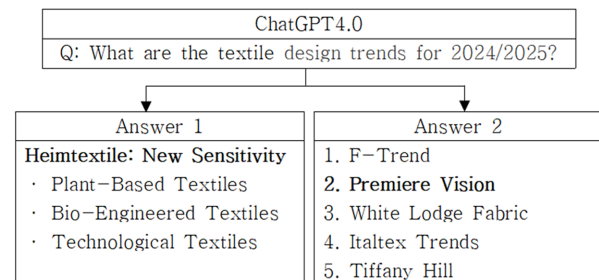 ChatGPT4.0
Q: What are the textile design trends for 2024/2025?
Answer 1
Heimtextile: New Sensitivity
· Plant-Based Textiles
· Bio-Engineered Textiles
· Technological Textiles
Answer 2
1. F-Trend
2. Premiere Vision
3. White Lodge Fabric
4. Italtex Trends
5. Tiffany Hill